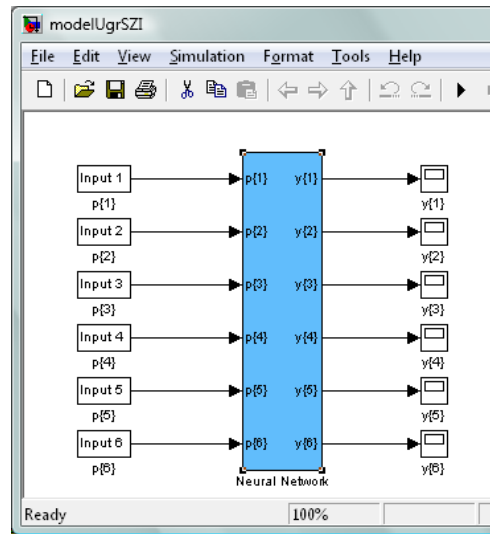 modelUgrSZI
File Edit View Simulation Format Tools Help
Input 1 p{1} y{1}
p{1} y{1}
Input 2 p{2} y{2}
p{2} y{2}
Input 3 p{3} y{3}
p{3} y{3}
Input 4 p{4} y{4}
p{4} y{4}
Input 5 p{5} y{5}
p{5} y{5}
Input 6 p{6} y{6}
p{6} y{6}
Neural Network
Ready 100%